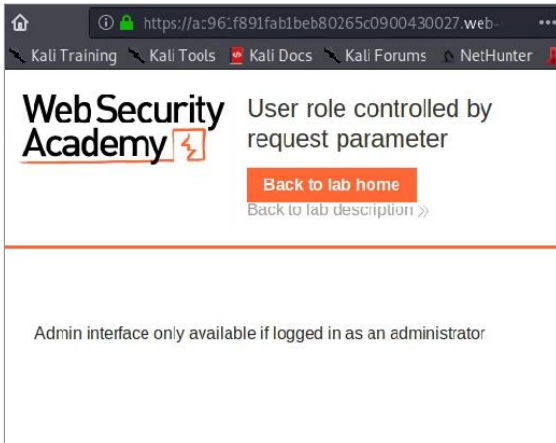 https://ac961f891fab1beb80265c0900430027.web-
Kali Training Kali Tools Kali Docs Kali Forums NetHunter
Web Security
Academy
User role controlled by
request parameter
Back to lab home
Back to lab description
Admin interface only available if logged in as an administrator